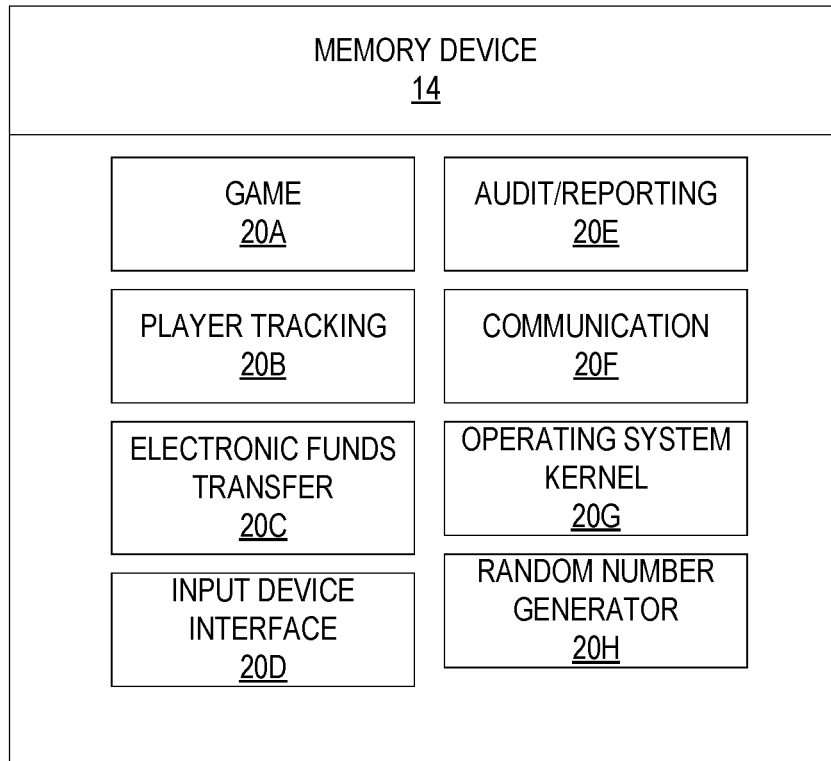 MEMORY DEVICE
14
GAME
20A
PLAYER TRACKING
20B
ELECTRONIC FUNDS
TRANSFER
20C
INPUT DEVICE
INTERFACE
20D
AUDIT/REPORTING
20E
COMMUNICATION
20F
OPERATING SYSTEM
KERNEL
20G
RANDOM NUMBER
GENERATOR
20H